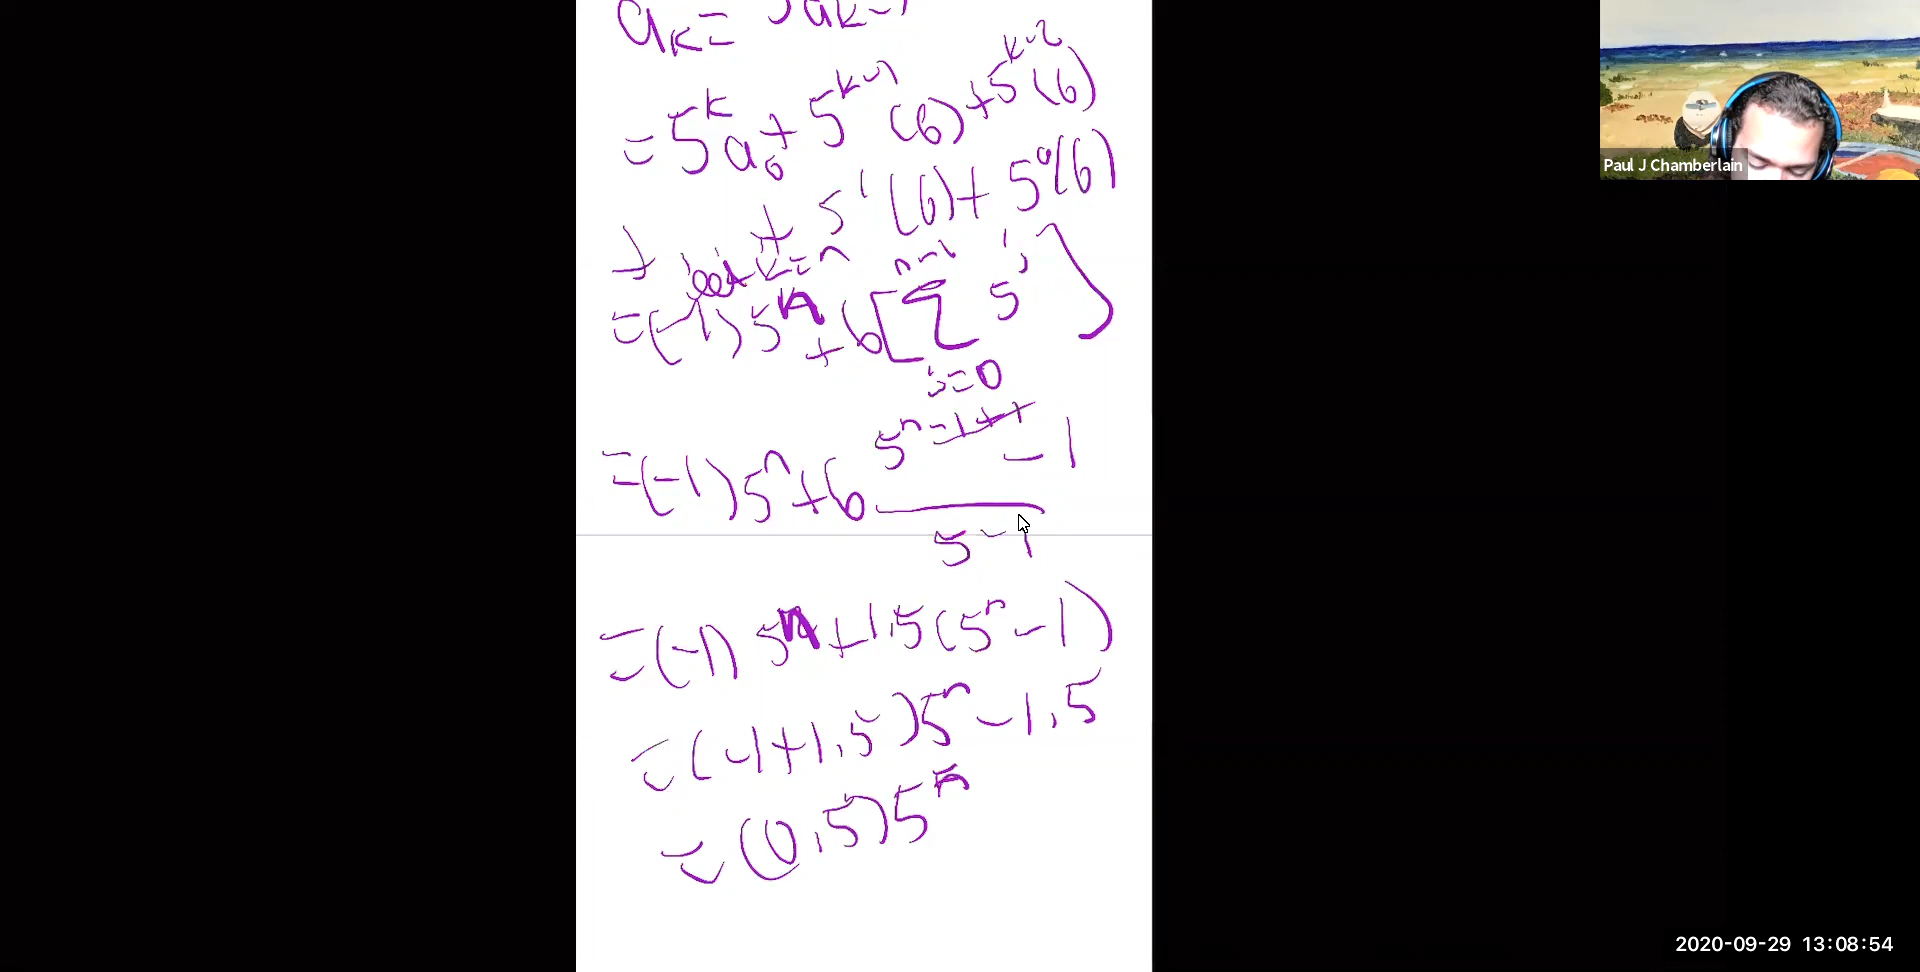 a_k =
= 5^k a_0 + 5^{k-1} (6) + 5^{k-2} (6)
+ + 5^1 (6) + 5^0 (6)
let k = n
= (-1) 5^n + 6 [ Σ_{i=0}^{n-1} 5^i ]
= (-1) 5^n + 6 (5^{n-1+1} - 1) / (5 - 1)
= (-1) 5^n + 1.5 (5^n - 1)
= (-1 + 1.5) 5^n - 1.5
= (0.5) 5^n
Paul J Chamberlain
2020-09-29 13:08:54